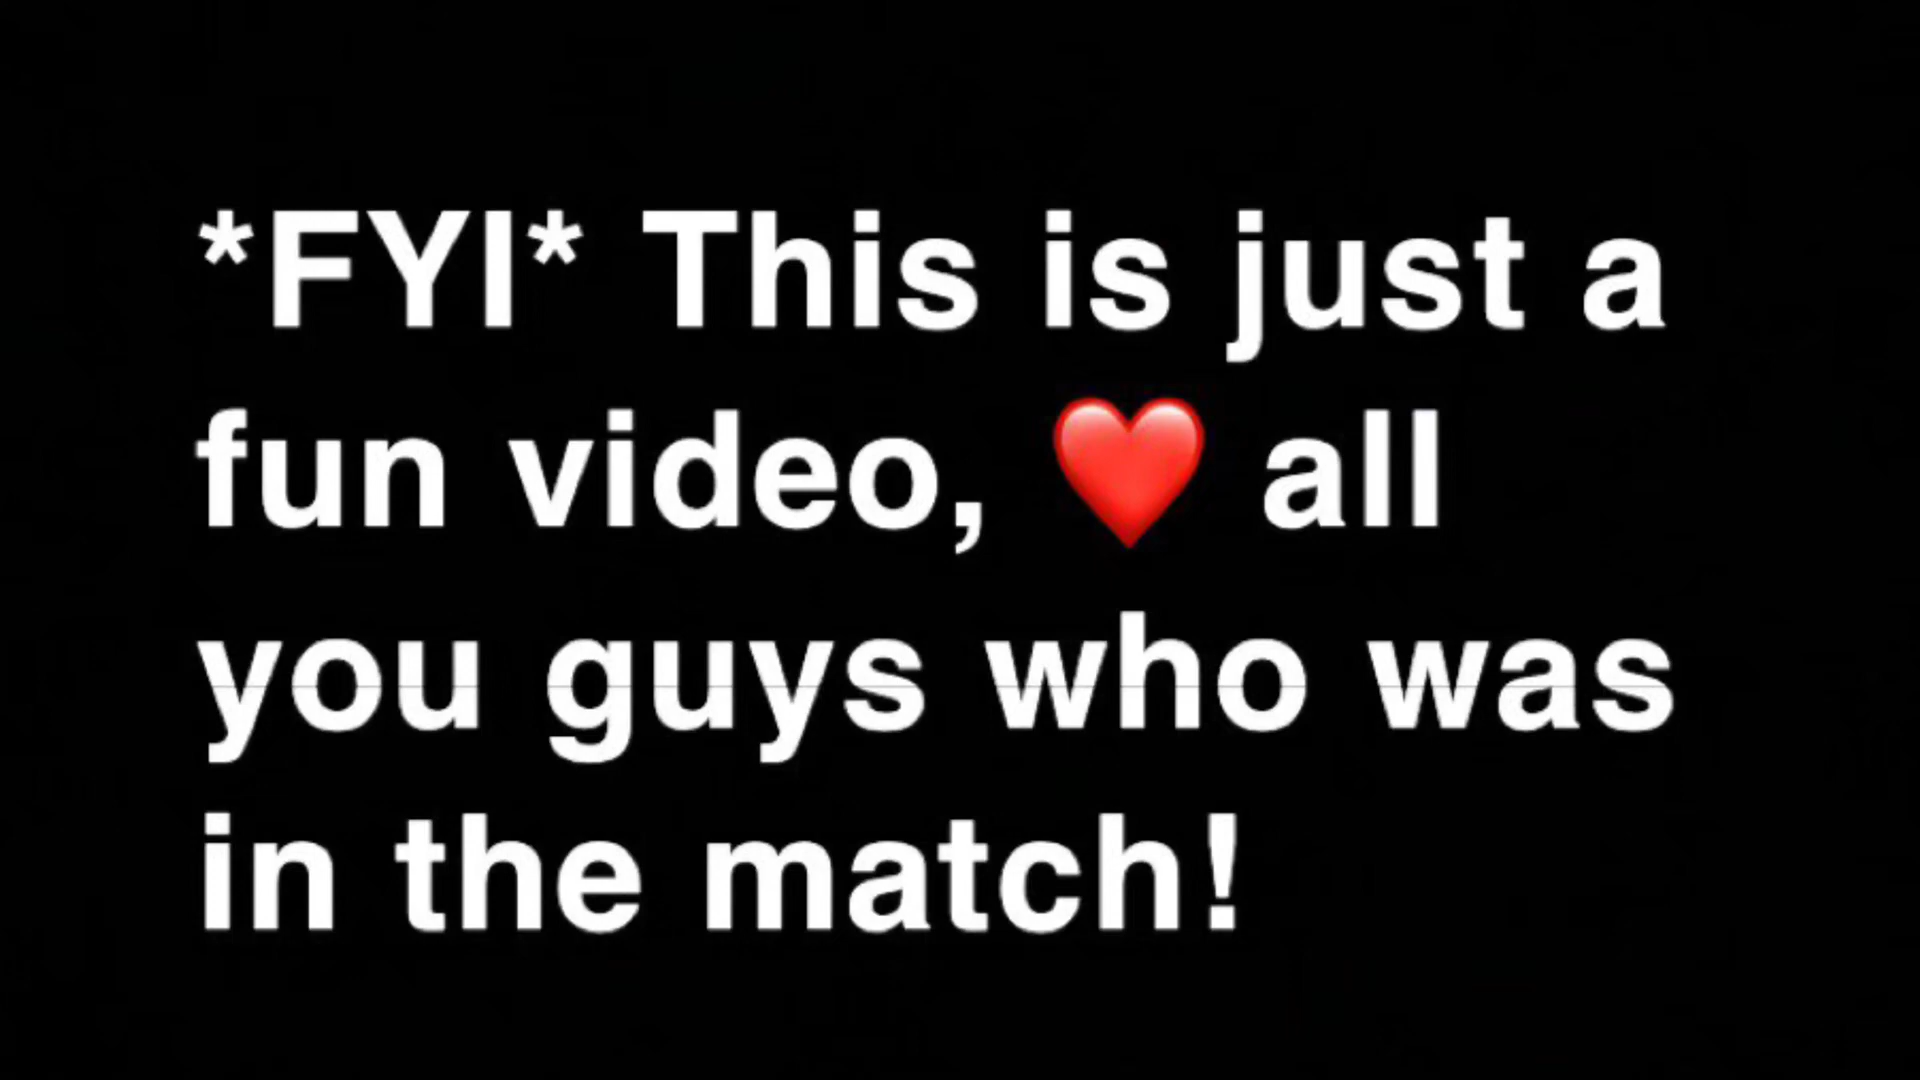 *FYI* This is just a
fun video, ❤️ all
you guys who was
in the match!